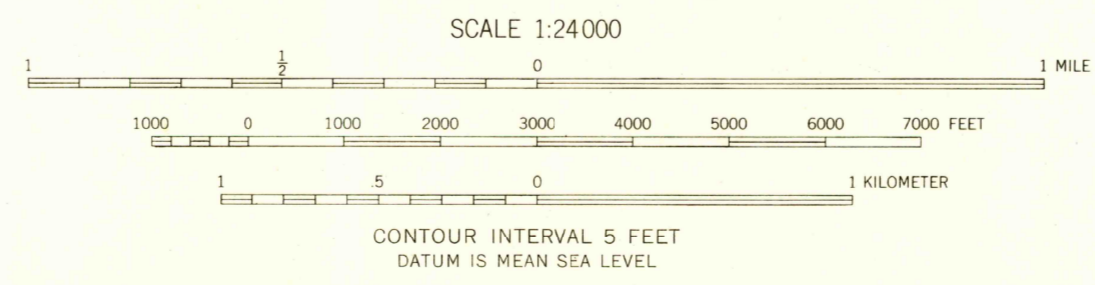 SCALE 1:24000
1 1/2 0 1 MILE
1000 0 1000 2000 3000 4000 5000 6000 7000 FEET
1 .5 0 1 KILOMETER
CONTOUR INTERVAL 5 FEET
DATUM IS MEAN SEA LEVEL